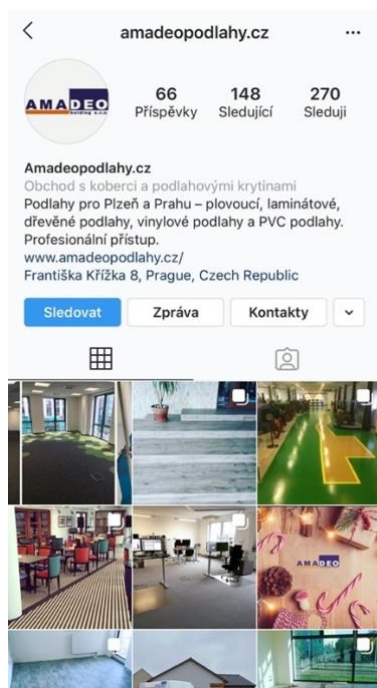 amadeopodlahy.cz
AMADEO
holding s.r.o.
66 148 270
Příspěvky Sledující Sleduji
Amadeopodlahy.cz
Obchod s koberci a podlahovými krytinami
Podlahy pro Plzeň a Prahu – plovoucí, laminátové,
dřevěné podlahy, vinylové podlahy a PVC podlahy.
Profesionální přístup.
www.amadeopodlahy.cz/
Františka Křížka 8, Prague, Czech Republic
Sledovat Zpráva Kontakty
AMADEO